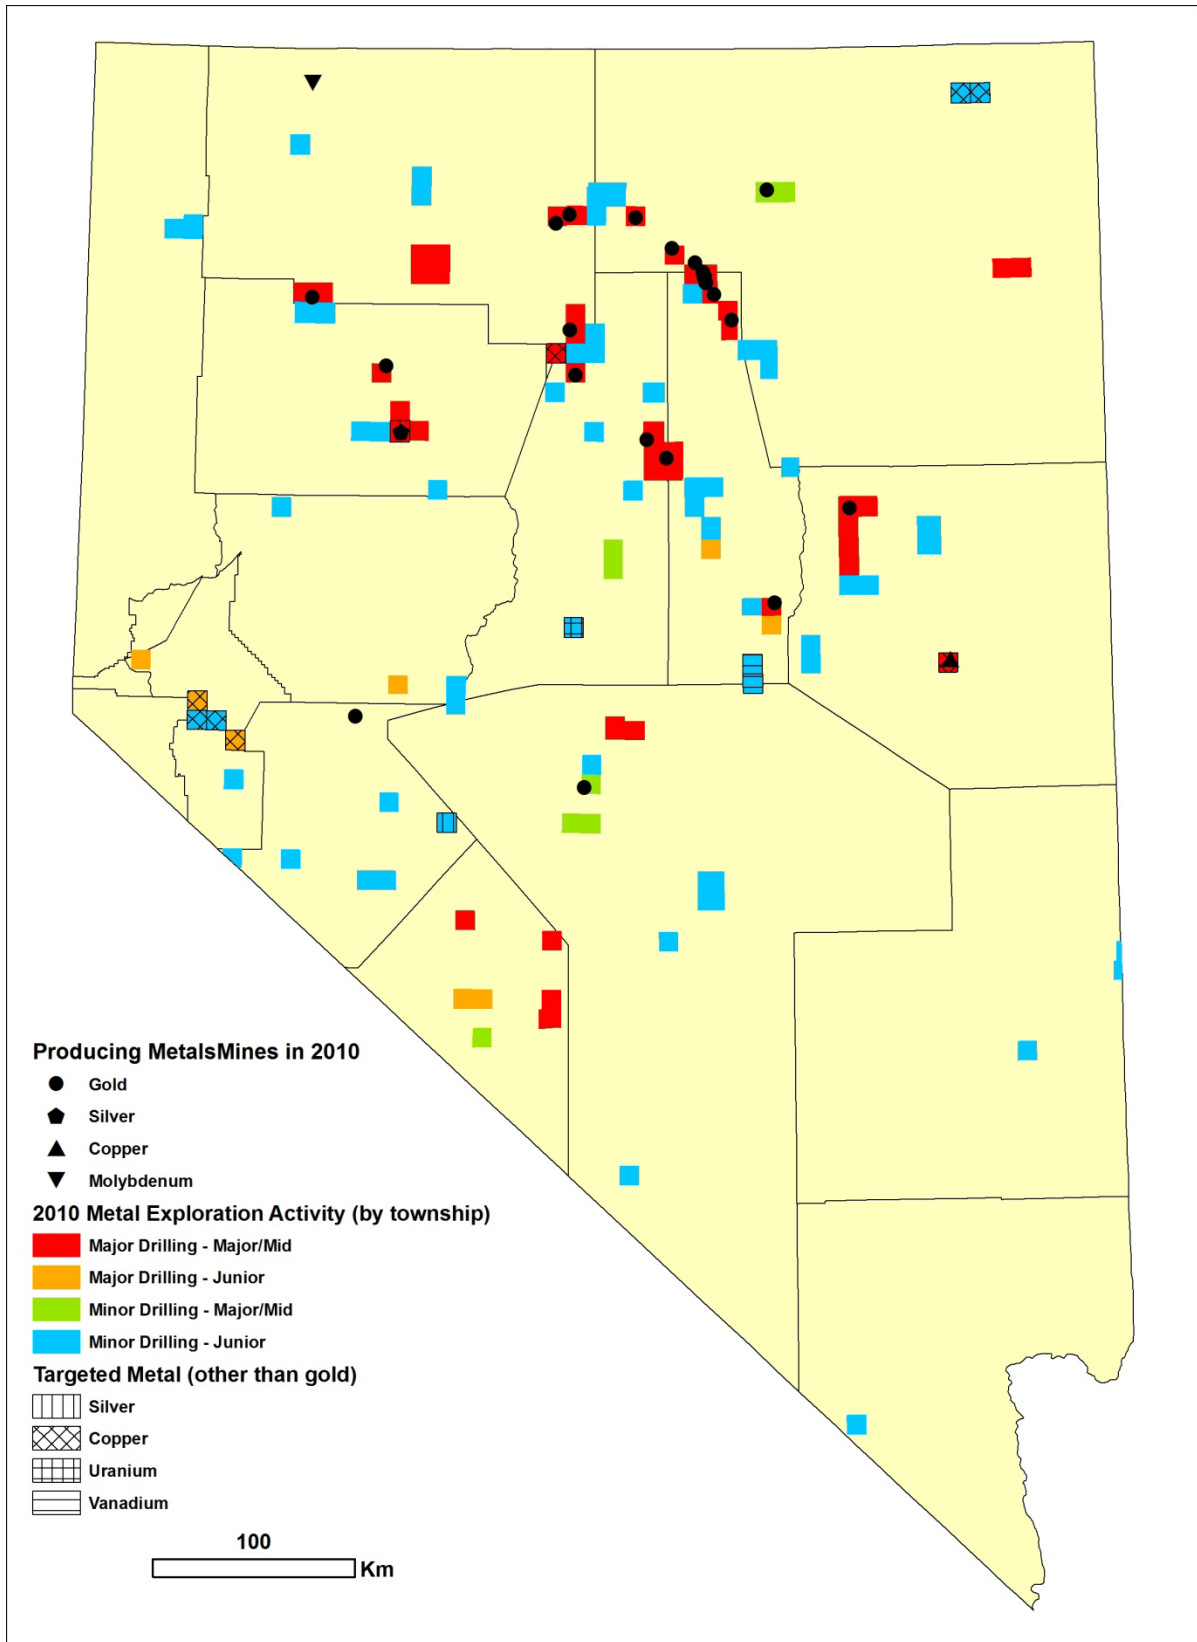 Producing MetalsMines in 2010
Gold
Silver
Copper
Molybdenum
2010 Metal Exploration Activity (by township)
Major Drilling - Major/Mid
Major Drilling - Junior
Minor Drilling - Major/Mid
Minor Drilling - Junior
Targeted Metal (other than gold)
Silver
Copper
Uranium
Vanadium
100
Km